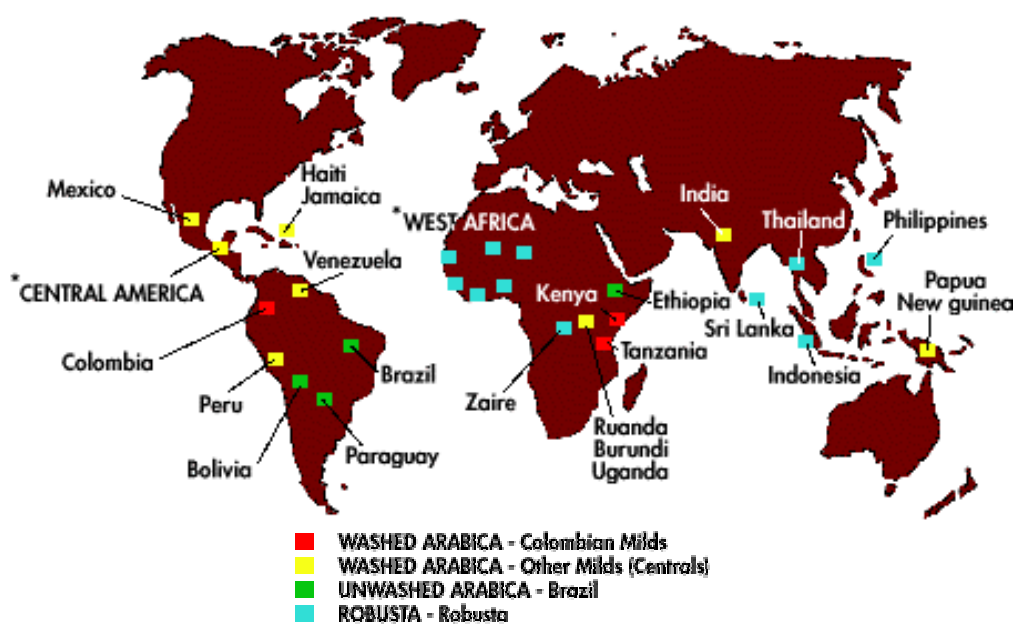 Haiti
Jamaica
Mexico
*WEST AFRICA
India
Thailand
Philippines
Venezuela
*CENTRAL AMERICA
Kenya
Ethiopia
Papua
New guinea
Sri Lanka
Colombia
Tanzania
Brazil
Indonesia
Peru
Zaire
Ruanda
Burundi
Uganda
Paraguay
Bolivia
WASHED ARABICA - Colombian Milds
WASHED ARABICA - Other Milds (Centrals)
UNWASHED ARABICA - Brazil
ROBUSTA - Robusta